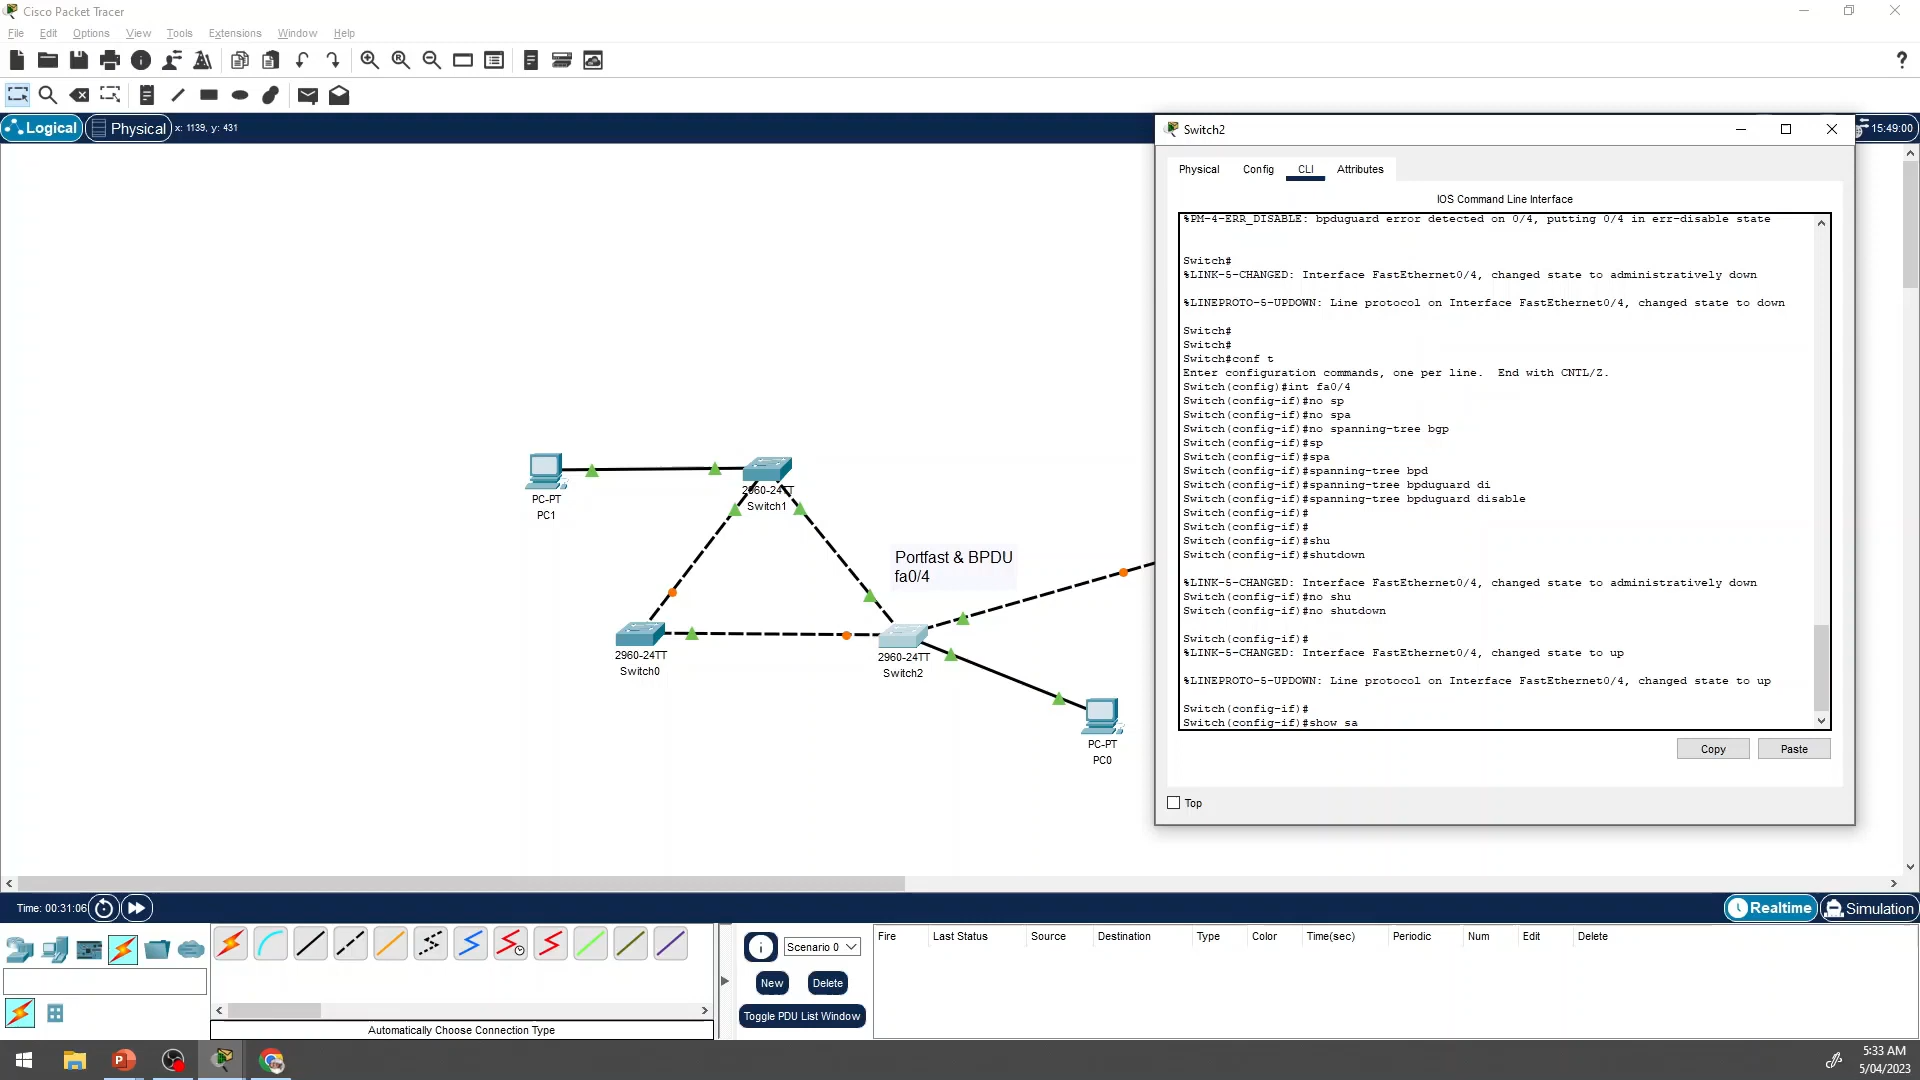 Cisco Packet Tracer
File Edit Options View Tools Extensions Window Help
Logical Physical x: 1139, y: 431
15:49:00
Switch2
Physical Config CLI Attributes
IOS Command Line Interface
%PM-4-ERR_DISABLE: bpduguard error detected on 0/4, putting 0/4 in err-disable state
Switch#
%LINK-5-CHANGED: Interface FastEthernet0/4, changed state to administratively down
%LINEPROTO-5-UPDOWN: Line protocol on Interface FastEthernet0/4, changed state to down
Switch#
Switch#
Switch#conf t
Enter configuration commands, one per line. End with CNTL/Z.
Switch(config)#int fa0/4
Switch(config-if)#no sp
Switch(config-if)#no spa
Switch(config-if)#no spanning-tree bgp
Switch(config-if)#sp
Switch(config-if)#spa
Switch(config-if)#spanning-tree bpd
Switch(config-if)#spanning-tree bpduguard di
Switch(config-if)#spanning-tree bpduguard disable
Switch(config-if)#
Switch(config-if)#
Switch(config-if)#shu
Switch(config-if)#shutdown
%LINK-5-CHANGED: Interface FastEthernet0/4, changed state to administratively down
Switch(config-if)#no shu
Switch(config-if)#no shutdown
Switch(config-if)#
%LINK-5-CHANGED: Interface FastEthernet0/4, changed state to up
%LINEPROTO-5-UPDOWN: Line protocol on Interface FastEthernet0/4, changed state to up
Switch(config-if)#
Switch(config-if)#show sa
Copy Paste
Top
PC-PT
PC1
2960-24TT
Switch1
Portfast & BPDU
fa0/4
2960-24TT
Switch0
2960-24TT
Switch2
PC-PT
PC0
Time: 00:31:06
Realtime Simulation
Scenario 0
New Delete
Toggle PDU List Window
Fire Last Status Source Destination Type Color Time(sec) Periodic Num Edit Delete
Automatically Choose Connection Type
5:33 AM
5/04/2023